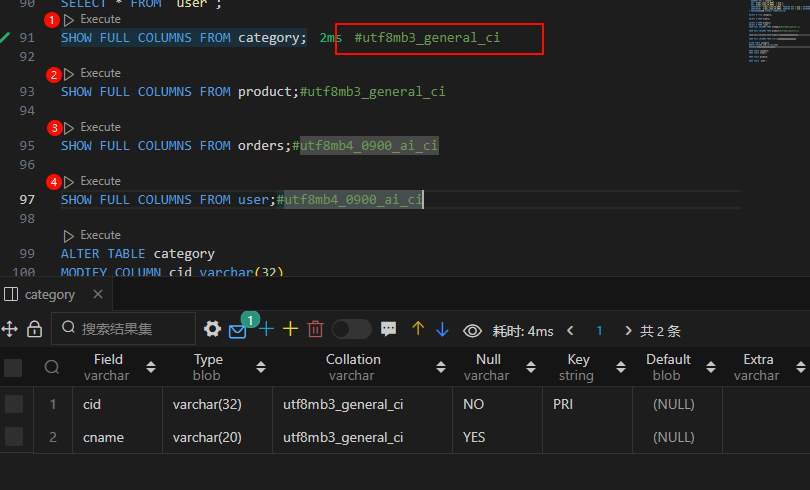 90 SELECT * FROM `user`;
1 Execute
91 SHOW FULL COLUMNS FROM category; 2ms #utf8mb3_general_ci
92
2 Execute
93 SHOW FULL COLUMNS FROM product;#utf8mb3_general_ci
94
3 Execute
95 SHOW FULL COLUMNS FROM orders;#utf8mb4_0900_ai_ci
96
4 Execute
97 SHOW FULL COLUMNS FROM user;#utf8mb4_0900_ai_ci
98
Execute
99 ALTER TABLE category
100 MODIFY COLUMN cid varchar(32)
category
搜索结果集 1 耗时: 4ms 1 共 2 条
Field Type Collation Null Key Default Extra
varchar blob varchar varchar string blob varchar
1 cid varchar(32) utf8mb3_general_ci NO PRI (NULL)
2 cname varchar(20) utf8mb3_general_ci YES (NULL)